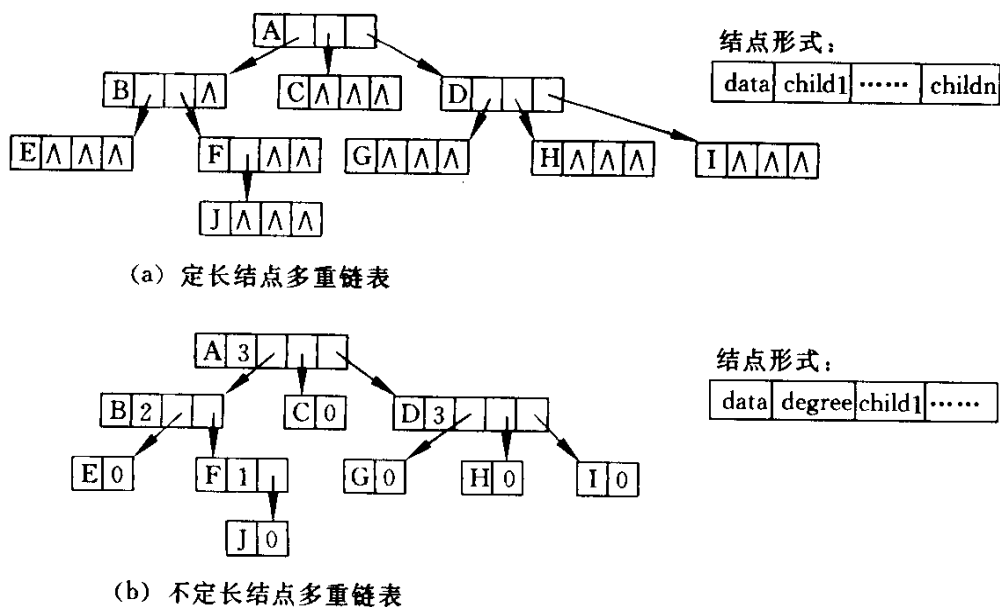 A
结点形式：
data child1 …… childn
B ∧ C ∧ ∧ ∧ D
E ∧ ∧ ∧ F ∧ ∧ G ∧ ∧ ∧ H ∧ ∧ ∧ I ∧ ∧ ∧
J ∧ ∧ ∧
(a) 定长结点多重链表
A 3
结点形式：
data degree child1 ……
B 2 C 0 D 3
E 0 F 1 G 0 H 0 I 0
J 0
(b) 不定长结点多重链表